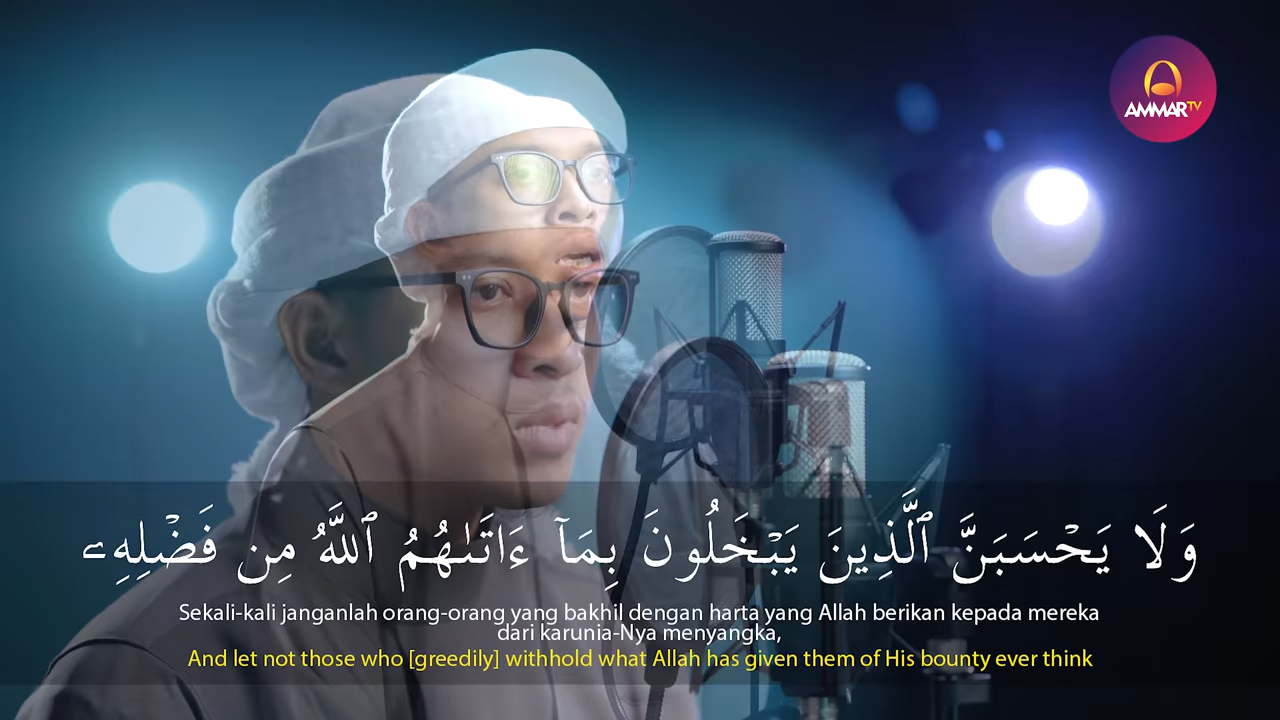 AMMARTV
وَلَا يَحْسَبَنَّ ٱلَّذِينَ يَبْخَلُونَ بِمَآ ءَاتَىٰهُمُ ٱللَّهُ مِن فَضْلِهِۦ
Sekali-kali janganlah orang-orang yang bakhil dengan harta yang Allah berikan kepada mereka
dari karunia-Nya menyangka,
And let not those who [greedily] withhold what Allah has given them of His bounty ever think